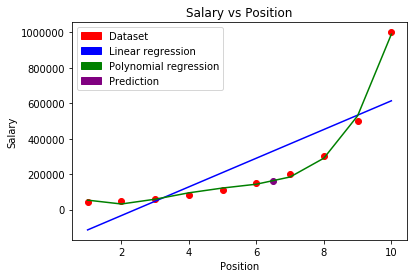 Salary vs Position
Dataset
Linear regression
Polynomial regression
Prediction
1000000
800000
600000
400000
200000
0
Salary
2
4
6
8
10
Position